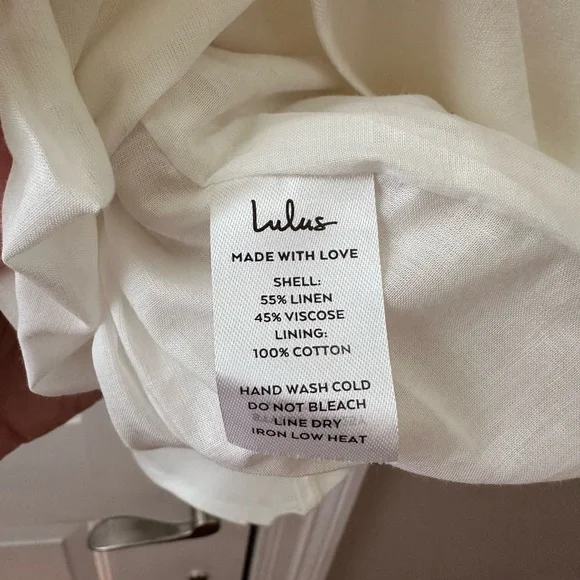 Lulus
MADE WITH LOVE
SHELL:
55% LINEN
45% VISCOSE
LINING:
100% COTTON
HAND WASH COLD
DO NOT BLEACH
LINE DRY
IRON LOW HEAT